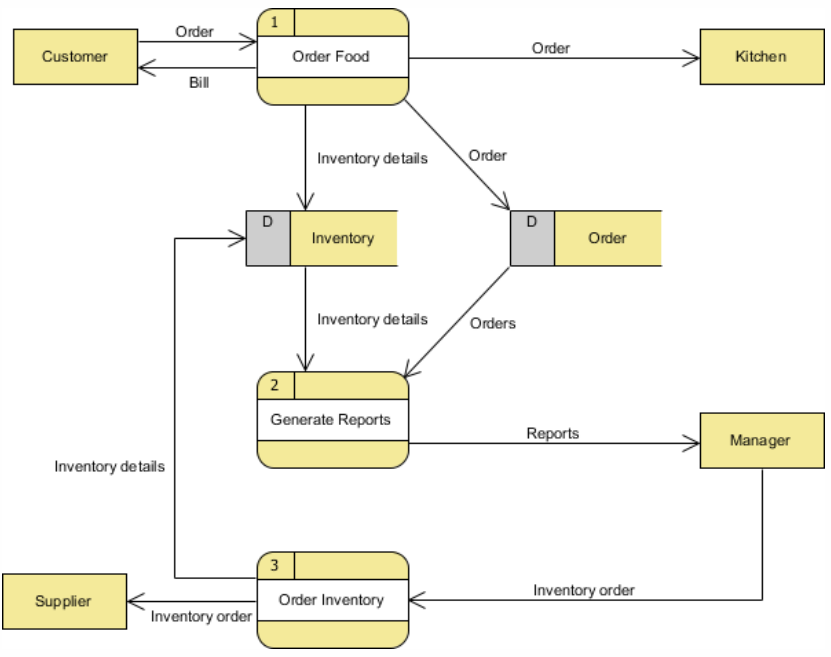 1
Order
Customer
Order Food
Order
Kitchen
Bill
Inventory details
Order
D
Inventory
D
Order
Inventory details
Orders
2
Generate Reports
Reports
Manager
Inventory details
3
Supplier
Order Inventory
Inventory order
Inventory order